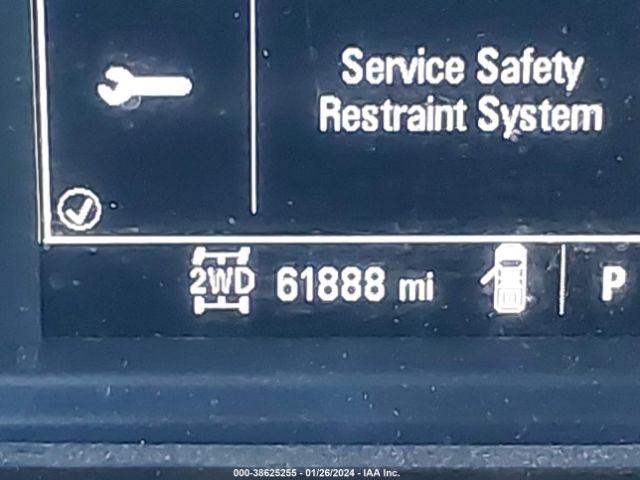 Service Safety
Restraint System
2WD 61888 mi P
000-38625255 - 01/26/2024 - IAA Inc.